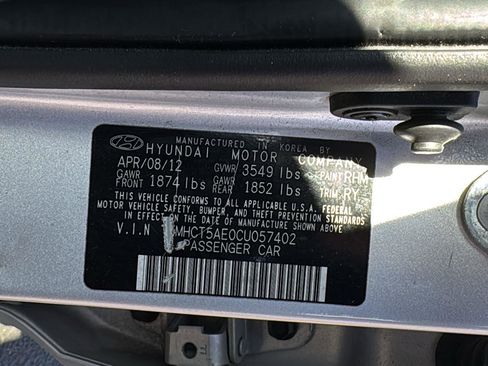 MANUFACTURED IN KOREA BY
HYUNDAI MOTOR COMPANY
APR/08/12 GVWR 3549 lbs PAINT RHM
GAWR FRONT 1874 lbs GAWR REAR 1852 lbs TRIM RY
THIS VEHICLE CONFORMS TO ALL APPLICABLE U.S.A. FEDERAL
MOTOR VEHICLE SAFETY, BUMPER, AND THEFT PREVENTION
STANDARDS IN EFFECT ON THE DATE OF MANUFACTURE
SHOWN ABOVE.
V.I.N MHCT5AE0CU057402
PASSENGER CAR